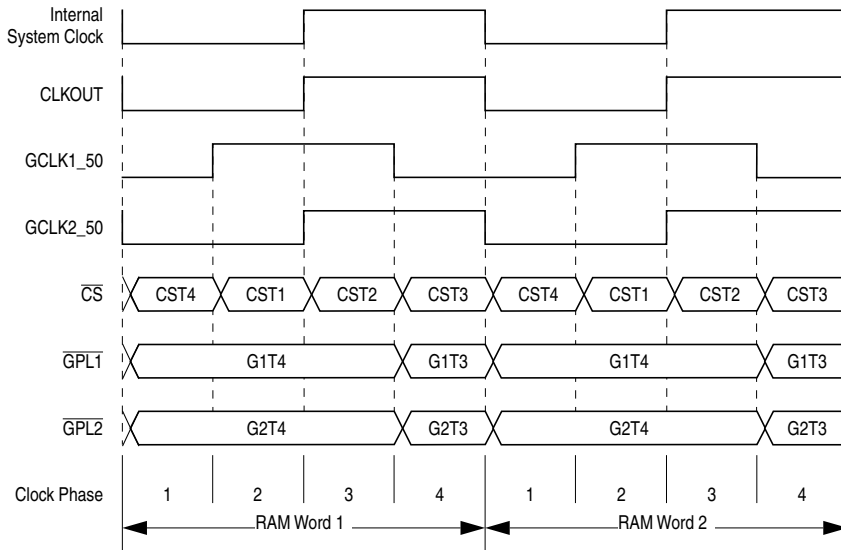 Internal
System Clock
CLKOUT
GCLK1_50
GCLK2_50
CS CST4 CST1 CST2 CST3 CST4 CST1 CST2 CST3
GPL1 G1T4 G1T3 G1T4 G1T3
GPL2 G2T4 G2T3 G2T4 G2T3
Clock Phase 1 2 3 4 1 2 3 4
RAM Word 1 RAM Word 2